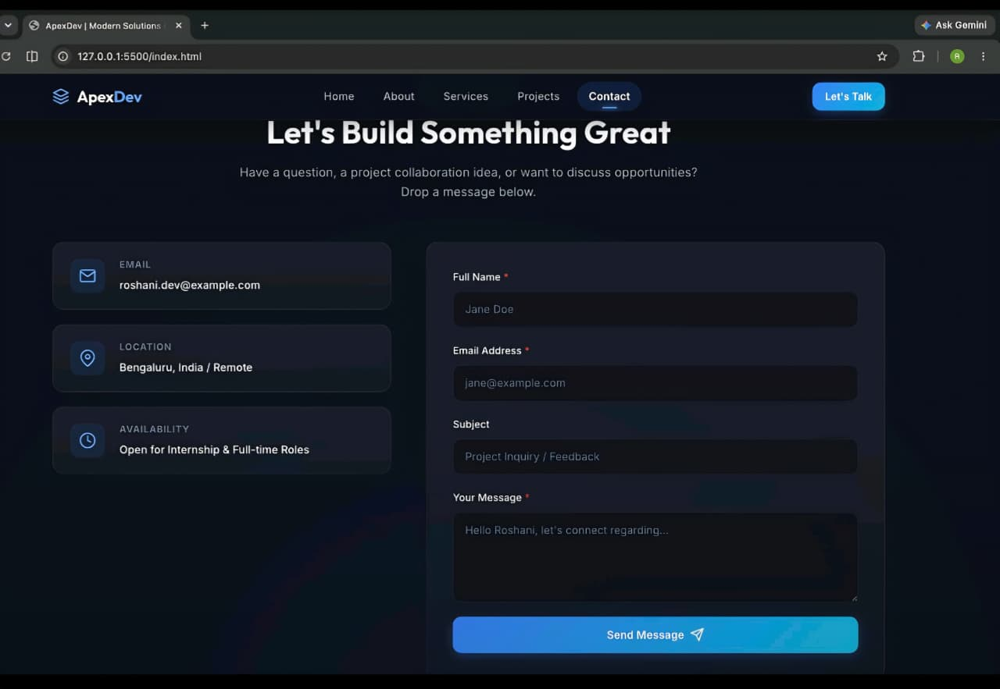 ApexDev | Modern Solutions
Ask Gemini
127.0.0.1:5500/index.html
R
ApexDev
Home
About
Services
Projects
Contact
Let's Talk
Let's Build Something Great
Have a question, a project collaboration idea, or want to discuss opportunities?
Drop a message below.
EMAIL
roshani.dev@example.com
LOCATION
Bengaluru, India / Remote
AVAILABILITY
Open for Internship & Full-time Roles
Full Name *
Jane Doe
Email Address *
jane@example.com
Subject
Project Inquiry / Feedback
Your Message *
Hello Roshani, let's connect regarding...
Send Message